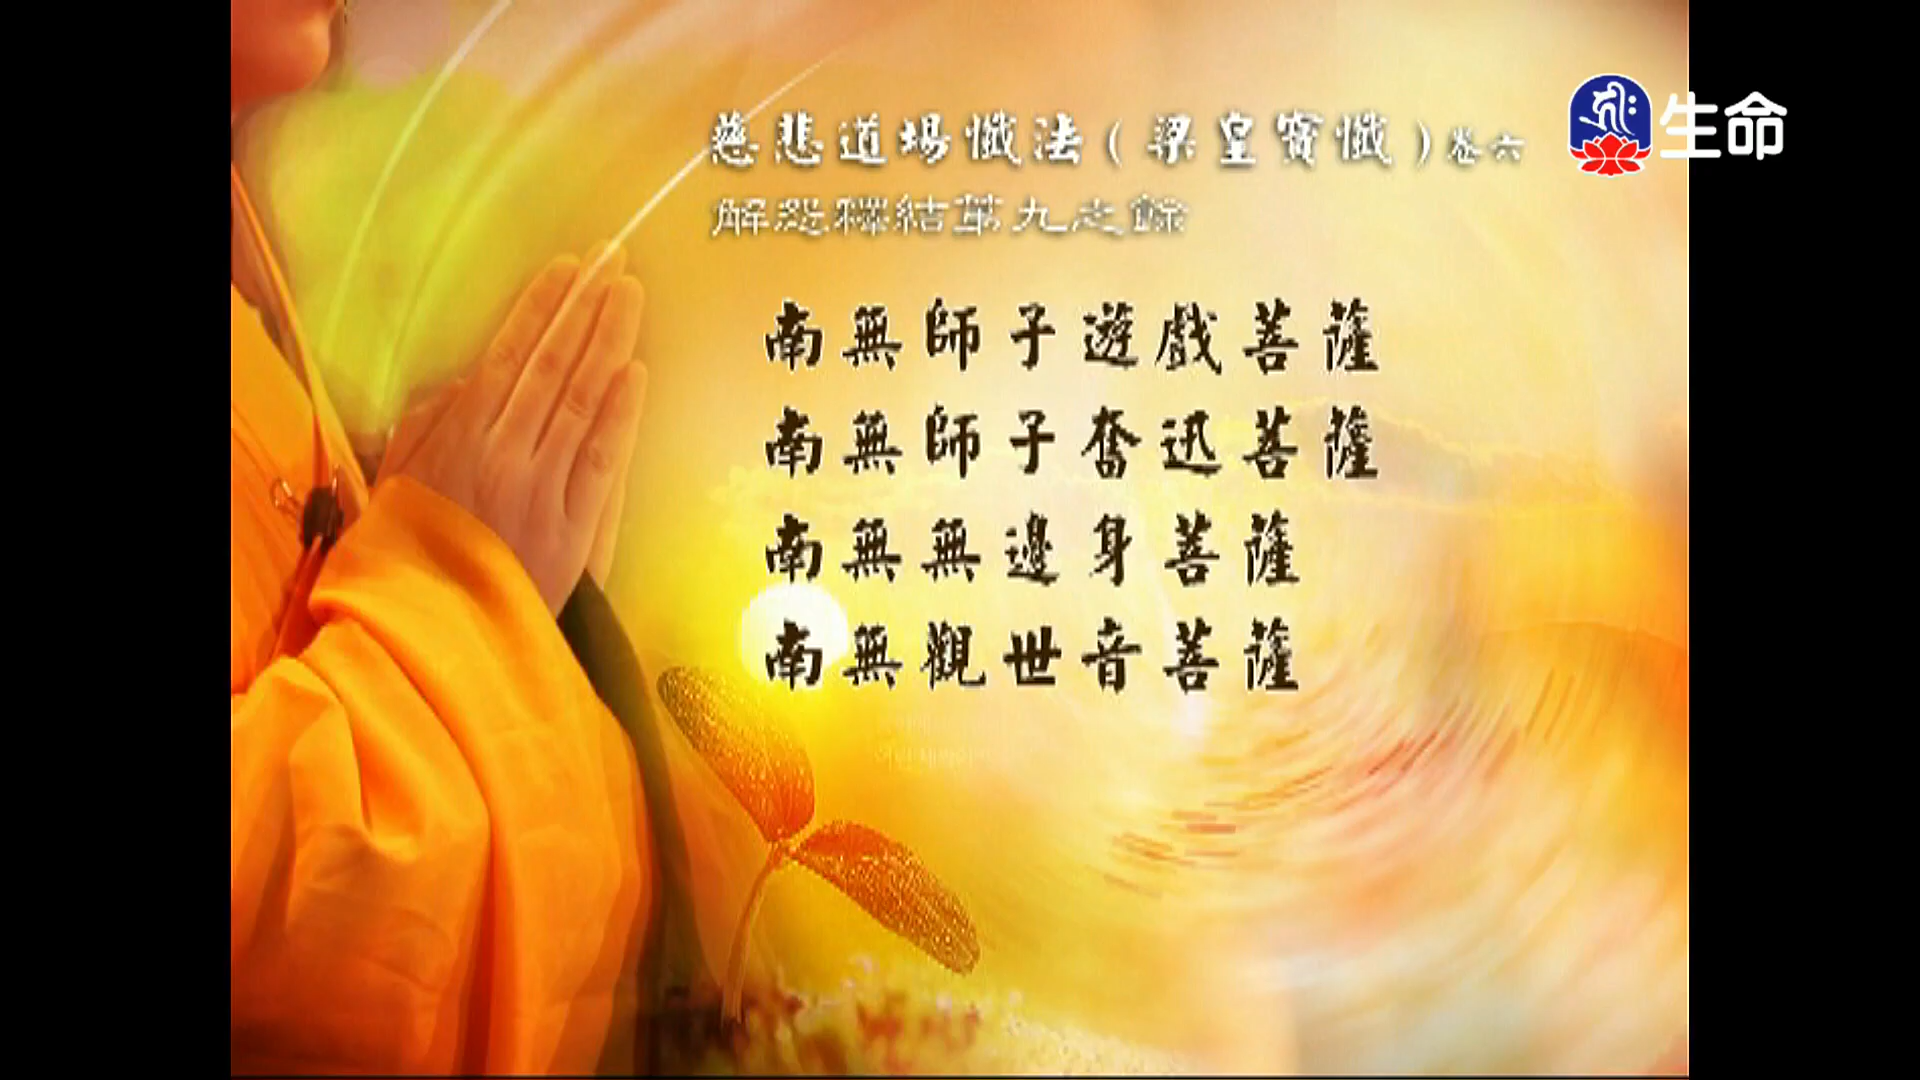 慈悲道場懺法(梁皇寶懺)卷六
生命
解怨釋結第九之餘
南無師子遊戲菩薩
南無師子奮迅菩薩
南無無邊身菩薩
南無觀世音菩薩